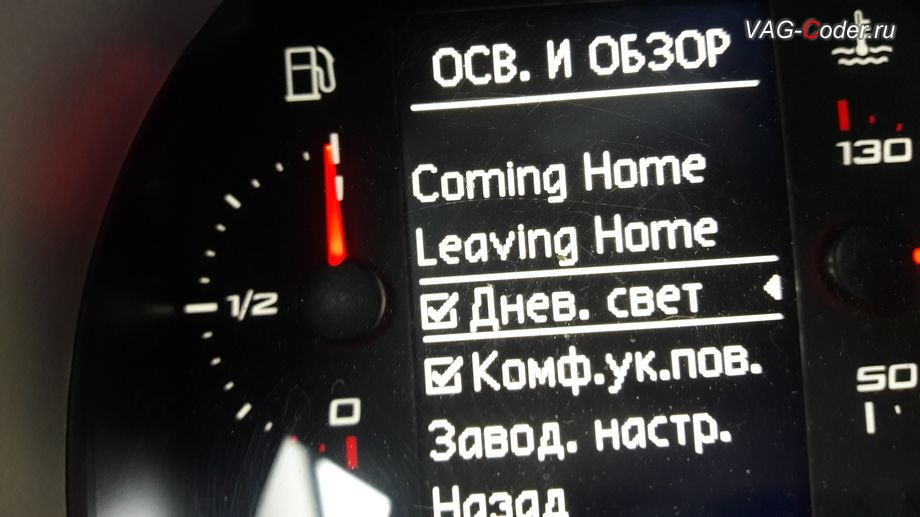 VAG-Coder.ru
ОСВ. И ОБЗОР
1
130
Coming Home
Leaving Home
1/2
Днев. свет
Комф.ук.пов.
50
0
Завод. настр.
Назад